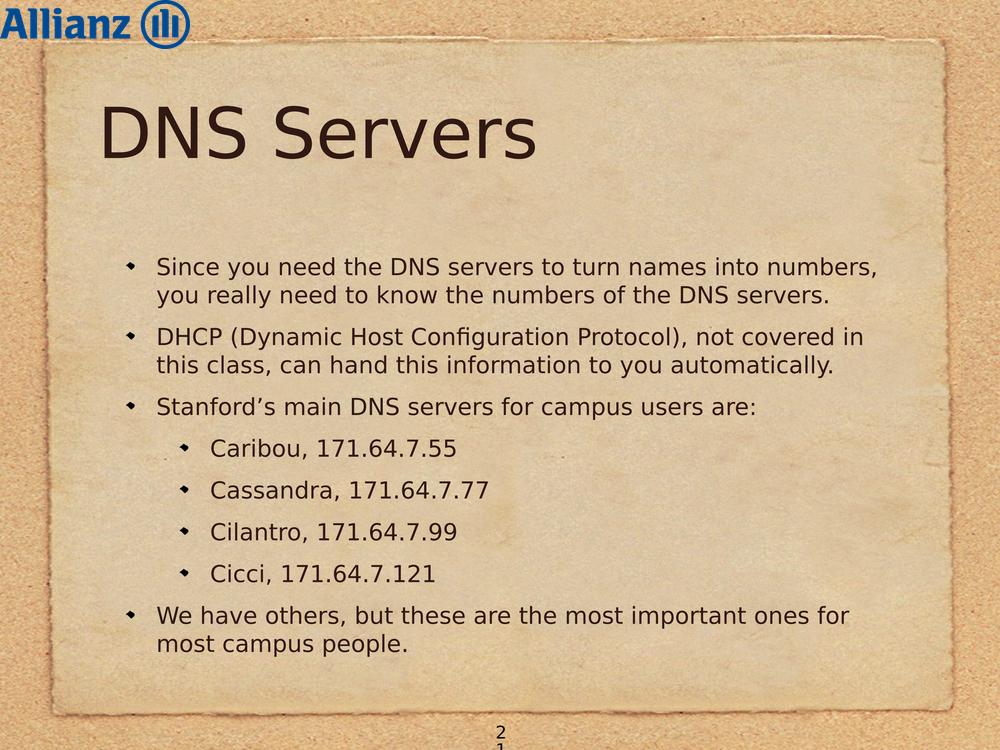 Allianz
DNS Servers
Since you need the DNS servers to turn names into numbers,
you really need to know the numbers of the DNS servers.
DHCP (Dynamic Host Configuration Protocol), not covered in
this class, can hand this information to you automatically.
Stanford’s main DNS servers for campus users are:
Caribou, 171.64.7.55
Cassandra, 171.64.7.77
Cilantro, 171.64.7.99
Cicci, 171.64.7.121
We have others, but these are the most important ones for
most campus people.
2
1